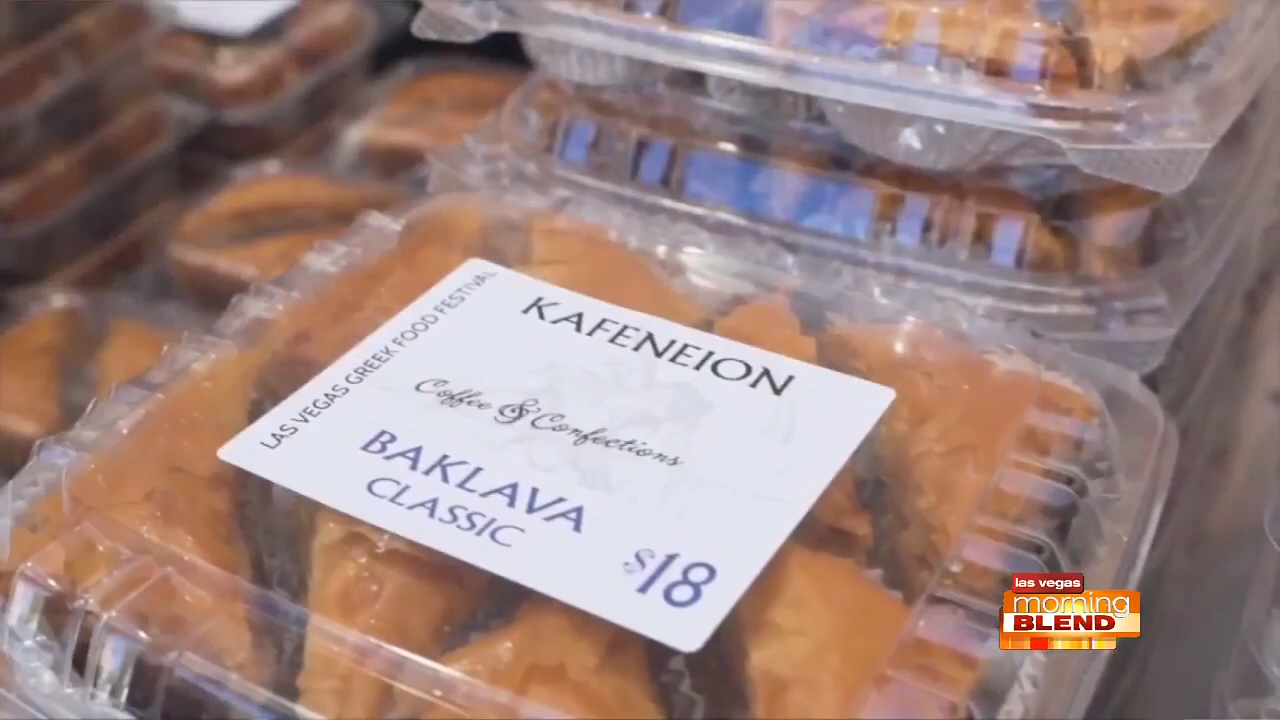 LAS VEGAS GREEK FOOD FESTIVAL
KAFENEION
Coffee & Confections
BAKLAVA
CLASSIC
$18
las vegas
morning
BLEND